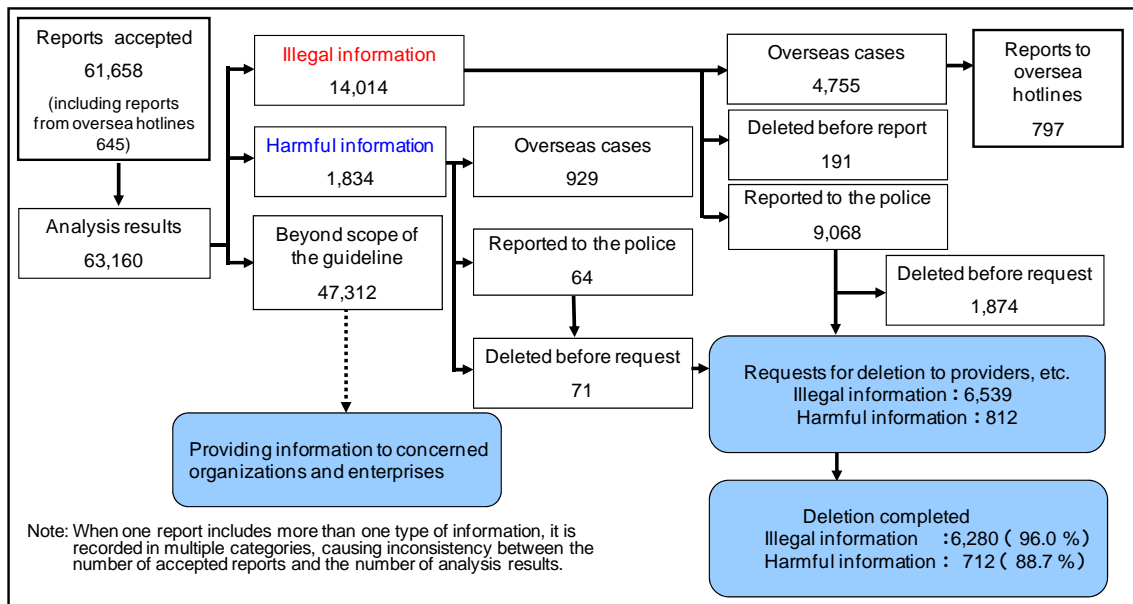 Reports accepted
61,658
(including reports
from oversea hotlines
645)
Analysis results
63,160
Illegal information
14,014
Harmful information
1,834
Beyond scope of
the guideline
47,312
Overseas cases
929
Reported to the police
64
Deleted before request
71
Overseas cases
4,755
Reports to
oversea
hotlines
797
Deleted before report
191
Reported to the police
9,068
Deleted before request
1,874
Requests for deletion to providers, etc.
Illegal information：6,539
Harmful information：812
Providing information to concerned
organizations and enterprises
Deletion completed
Illegal information :6,280 ( 96.0 %)
Harmful information： 712 ( 88.7 %)
Note: When one report includes more than one type of information, it is
recorded in multiple categories, causing inconsistency between the
number of accepted reports and the number of analysis results.